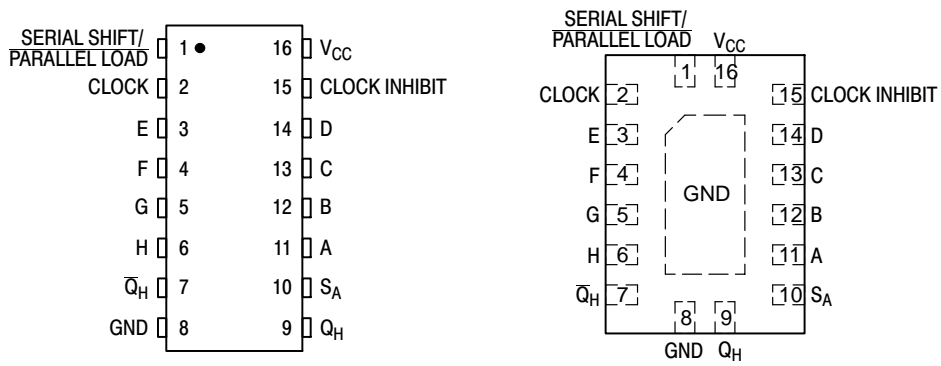 SERIAL SHIFT/
PARALLEL LOAD 1 16 VCC
CLOCK 2 15 CLOCK INHIBIT
E 3 14 D
F 4 13 C
G 5 12 B
H 6 11 A
Q̅H 7 10 SA
GND 8 9 QH
SERIAL SHIFT/
PARALLEL LOAD VCC
1 16
CLOCK 2 15 CLOCK INHIBIT
E 3 14 D
F 4 13 C
GND
G 5 12 B
H 6 11 A
Q̅H 7 10 SA
8 9
GND QH